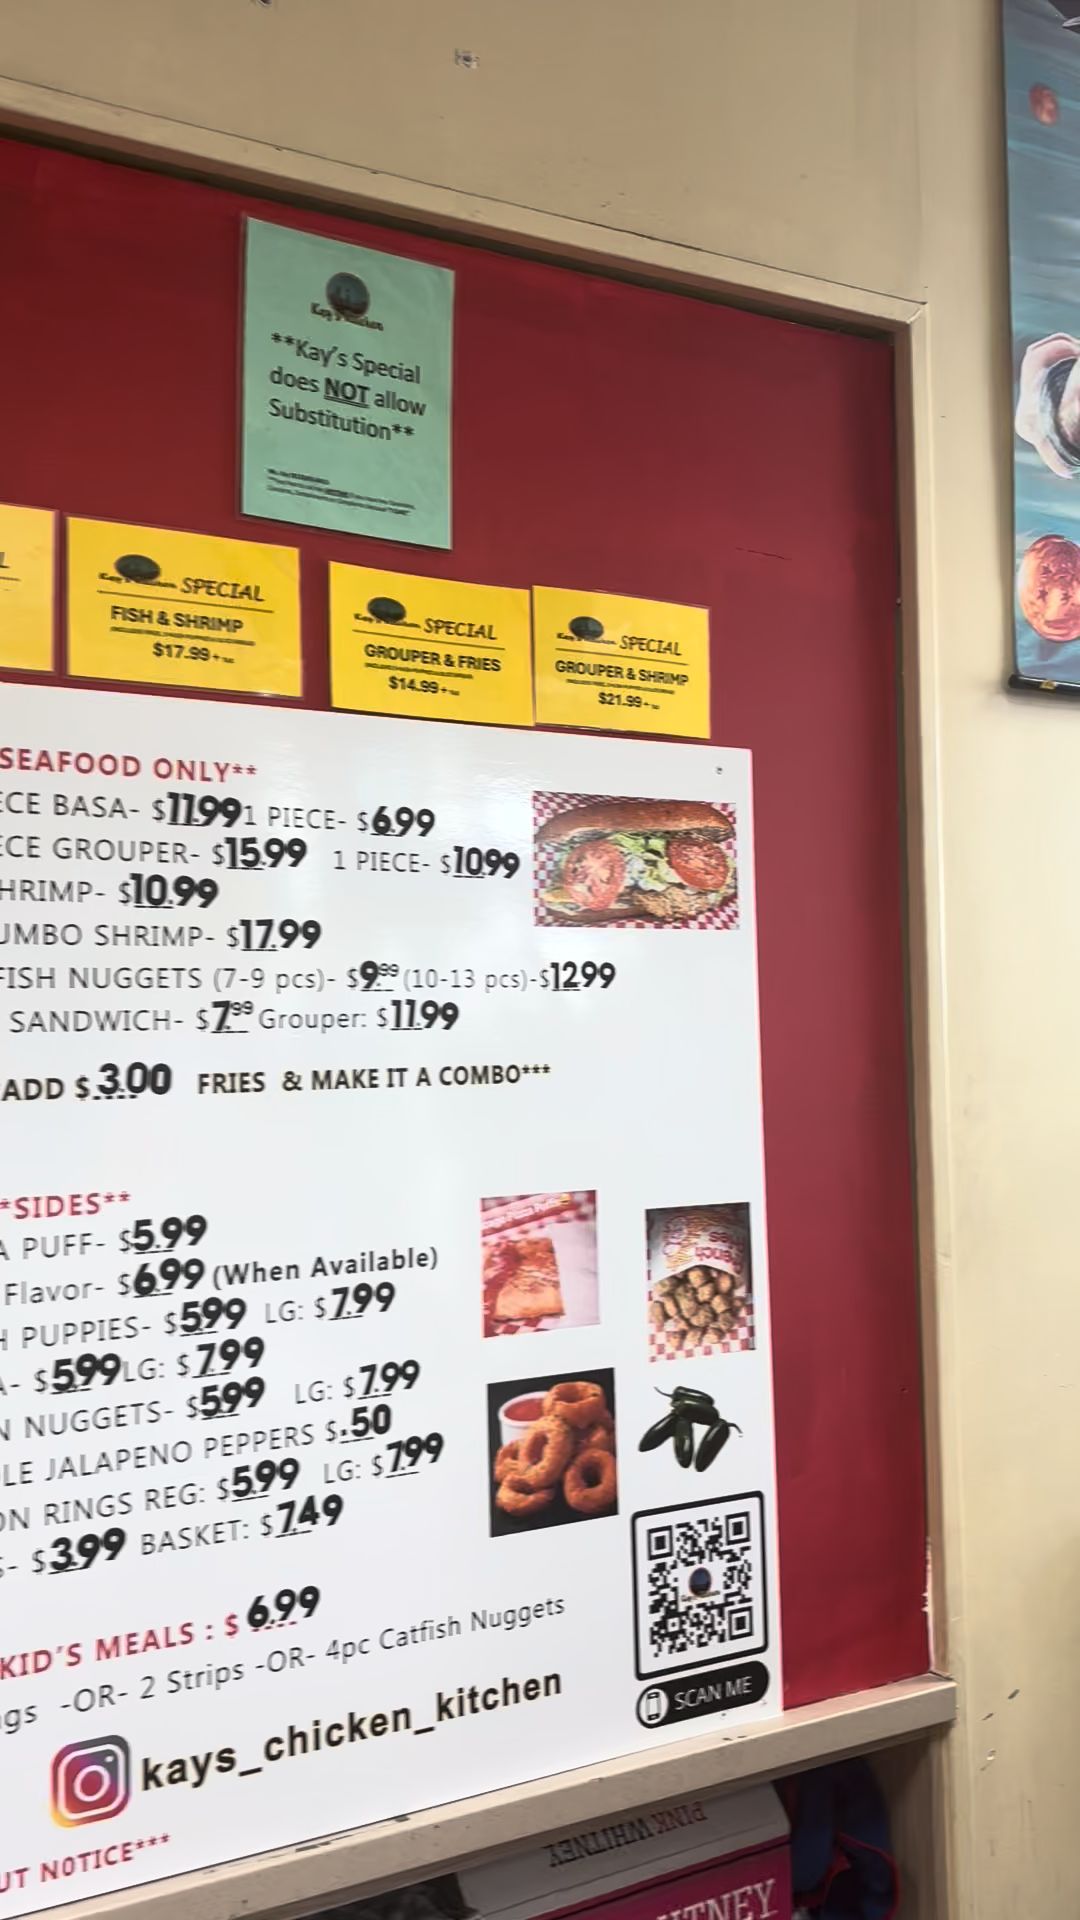 **Kay's Special
does NOT allow
Substitution**
L
SPECIAL
FISH & SHRIMP
$17.99+
SPECIAL
GROUPER & FRIES
$14.99+
SPECIAL
GROUPER & SHRIMP
$21.99+
SEAFOOD ONLY**
ECE BASA- $11.99 1 PIECE- $6.99
ECE GROUPER- $15.99 1 PIECE- $10.99
HRIMP- $10.99
UMBO SHRIMP- $17.99
FISH NUGGETS (7-9 pcs)- $9.99 (10-13 pcs)-$12.99
SANDWICH- $7.99 Grouper: $11.99
ADD $3.00 FRIES & MAKE IT A COMBO***
*SIDES**
A PUFF- $5.99
Flavor- $6.99 (When Available)
H PUPPIES- $5.99 LG: $7.99
A- $5.99 LG: $7.99
N NUGGETS- $5.99 LG: $7.99
LE JALAPENO PEPPERS $.50
ON RINGS REG: $5.99 LG: $7.99
S- $3.99 BASKET: $7.49
KID'S MEALS : $ 6.99
ngs -OR- 2 Strips -OR- 4pc Catfish Nuggets
kays_chicken_kitchen
SCAN ME
UT NOTICE***
PINK WHITNEY
HTNEY